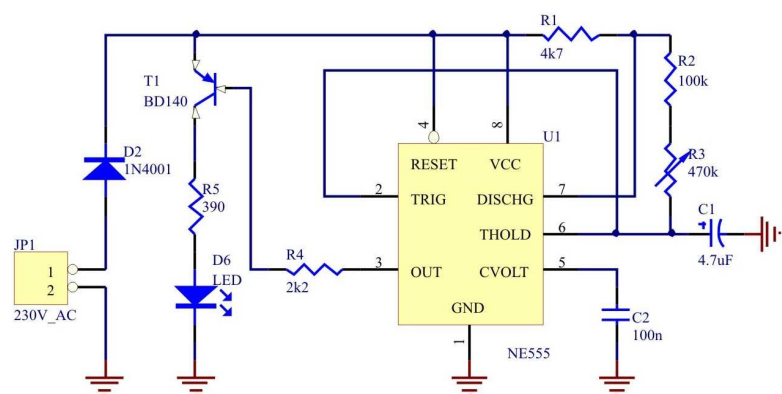 R1
4k7
R2
100k
T1
BD140
4
8
U1
D2
1N4001
RESET
VCC
R3
470k
2
TRIG
DISCHG
7
R5
390
THOLD
6
C1
4.7uF
JP1
1
2
230V_AC
D6
LED
R4
2k2
3
OUT
CVOLT
5
GND
C2
100n
1
NE555